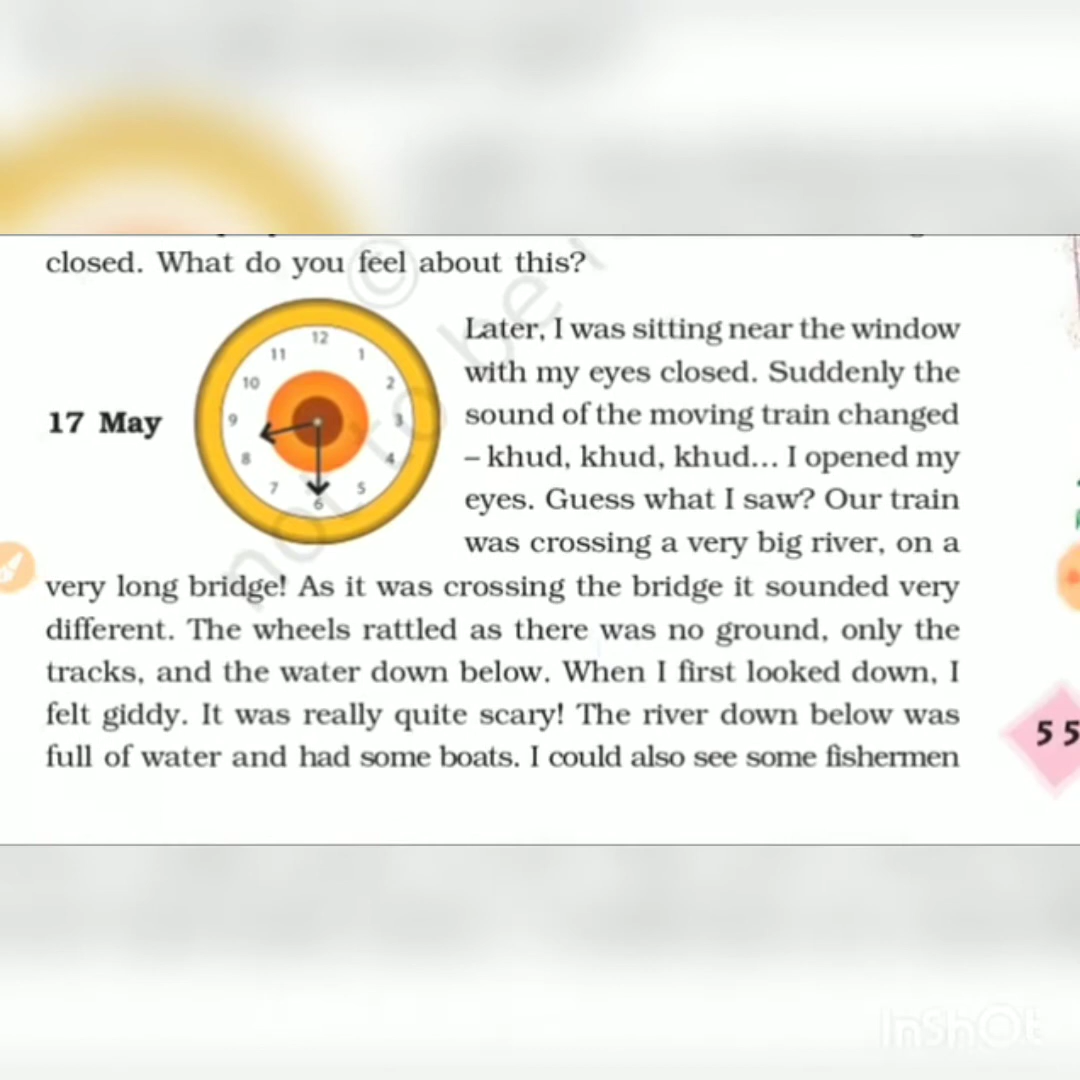 closed. What do you feel about this?
17 May
12
11 1
10 2
9 3
8 4
7 5
6
Later, I was sitting near the window
with my eyes closed. Suddenly the
sound of the moving train changed
– khud, khud, khud... I opened my
eyes. Guess what I saw? Our train
was crossing a very big river, on a
very long bridge! As it was crossing the bridge it sounded very
different. The wheels rattled as there was no ground, only the
tracks, and the water down below. When I first looked down, I
felt giddy. It was really quite scary! The river down below was
full of water and had some boats. I could also see some fishermen
55
©
not to be r
InShOt